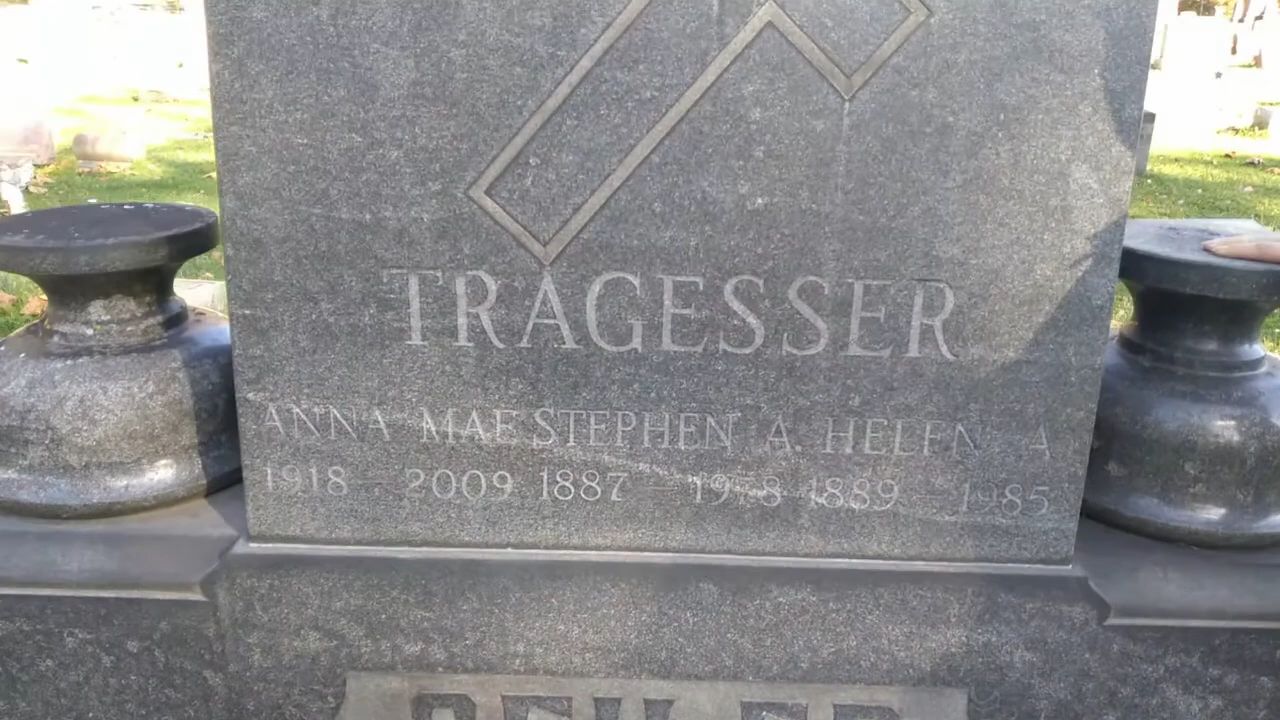 TRAGESSER
ANNA MAE STEPHEN A. HELEN A
1918 - 2009 1887 - 1889 - 1985